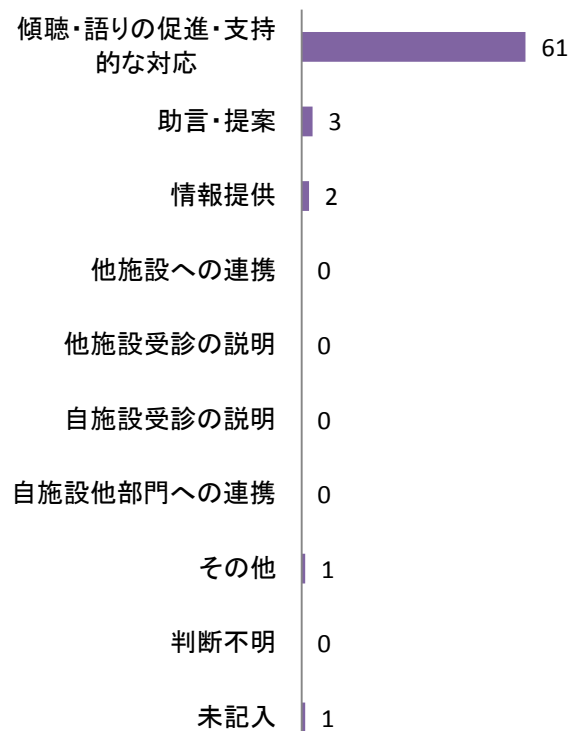 傾聴・語りの促進・支持
的な対応
61
助言・提案
3
情報提供
2
他施設への連携
0
他施設受診の説明
0
自施設受診の説明
0
自施設他部門への連携
0
その他
1
判断不明
0
未記入
1